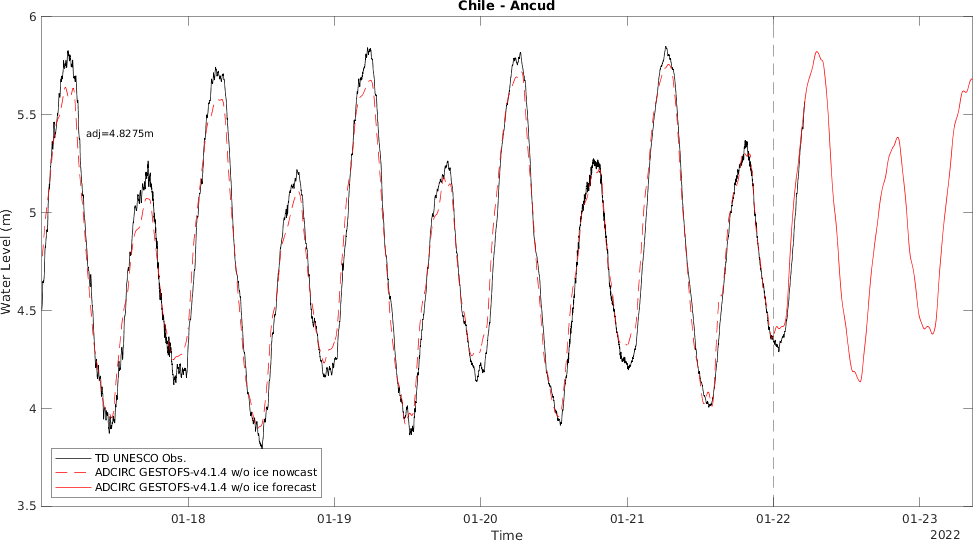 Chile - Ancud
6
5.5
5
4.5
4
3.5
Water Level (m)
adj=4.8275m
TD UNESCO Obs.
ADCIRC GESTOFS-v4.1.4 w/o ice nowcast
ADCIRC GESTOFS-v4.1.4 w/o ice forecast
01-18
01-19
01-20
01-21
01-22
01-23
Time
2022